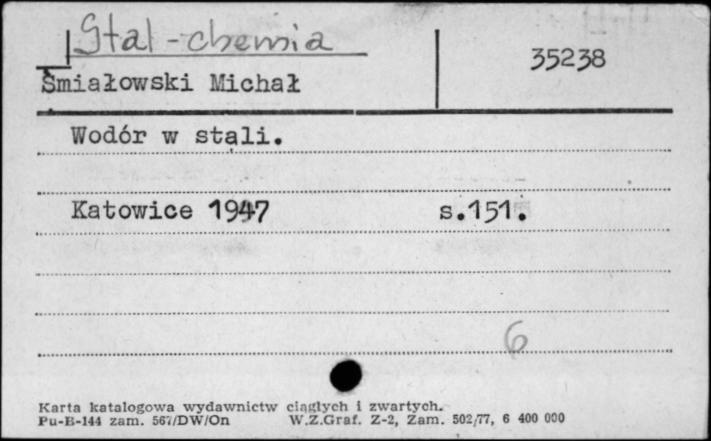 Stal - chemia
35238
Śmiałowski Michał
Wodór w stali.
Katowice 1947 s.151.
6
Karta katalogowa wydawnictw ciągłych i zwartych.
Pu-B-144 zam. 567/DW/On W.Z.Graf. Z-2, Zam. 502/77, 6 400 000